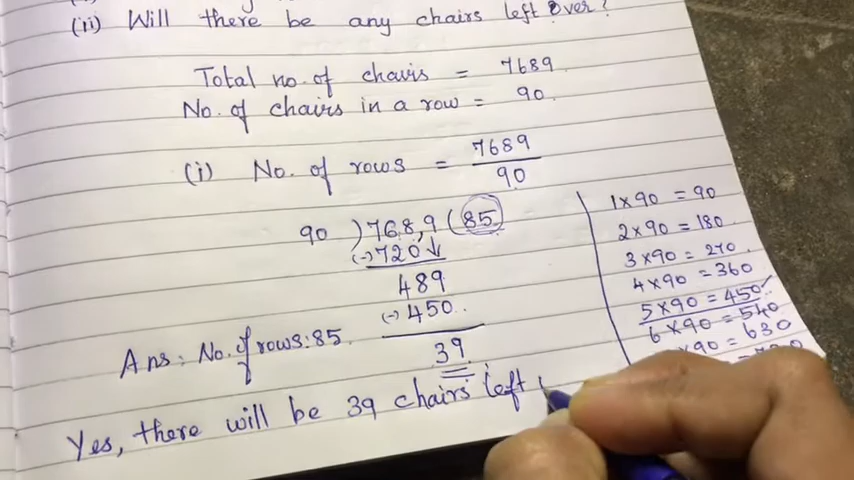 (ii) Will there be any chairs left over?
Total no. of chairs = 7689
No. of chairs in a row = 90
(i) No. of rows = 7689/90
90 ) 768,9 ( 85
(-) 720↓
489
(-) 450
39
Ans: No. of rows: 85.
Yes, there will be 39 chairs left
1 x 90 = 90
2 x 90 = 180
3 x 90 = 270
4 x 90 = 360
5 x 90 = 450
6 x 90 = 540
x 90 = 630